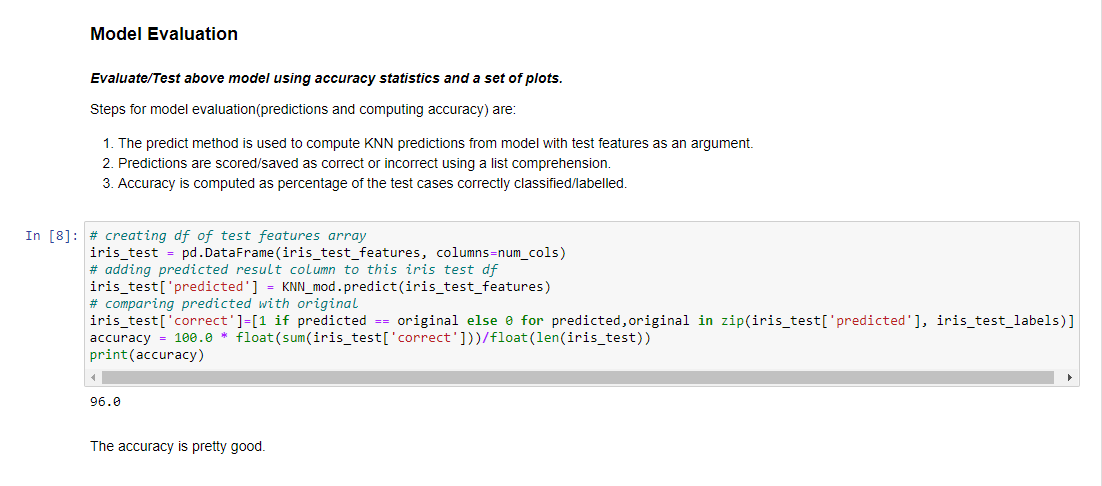 Model Evaluation
Evaluate/Test above model using accuracy statistics and a set of plots.
Steps for model evaluation(predictions and computing accuracy) are:
1. The predict method is used to compute KNN predictions from model with test features as an argument.
2. Predictions are scored/saved as correct or incorrect using a list comprehension.
3. Accuracy is computed as percentage of the test cases correctly classified/labelled.
In [8]: # creating df of test features array
iris_test = pd.DataFrame(iris_test_features, columns=num_cols)
# adding predicted result column to this iris test df
iris_test['predicted'] = KNN_mod.predict(iris_test_features)
# comparing predicted with original
iris_test['correct']=[1 if predicted == original else 0 for predicted,original in zip(iris_test['predicted'], iris_test_labels)]
accuracy = 100.0 * float(sum(iris_test['correct']))/float(len(iris_test))
print(accuracy)
96.0
The accuracy is pretty good.